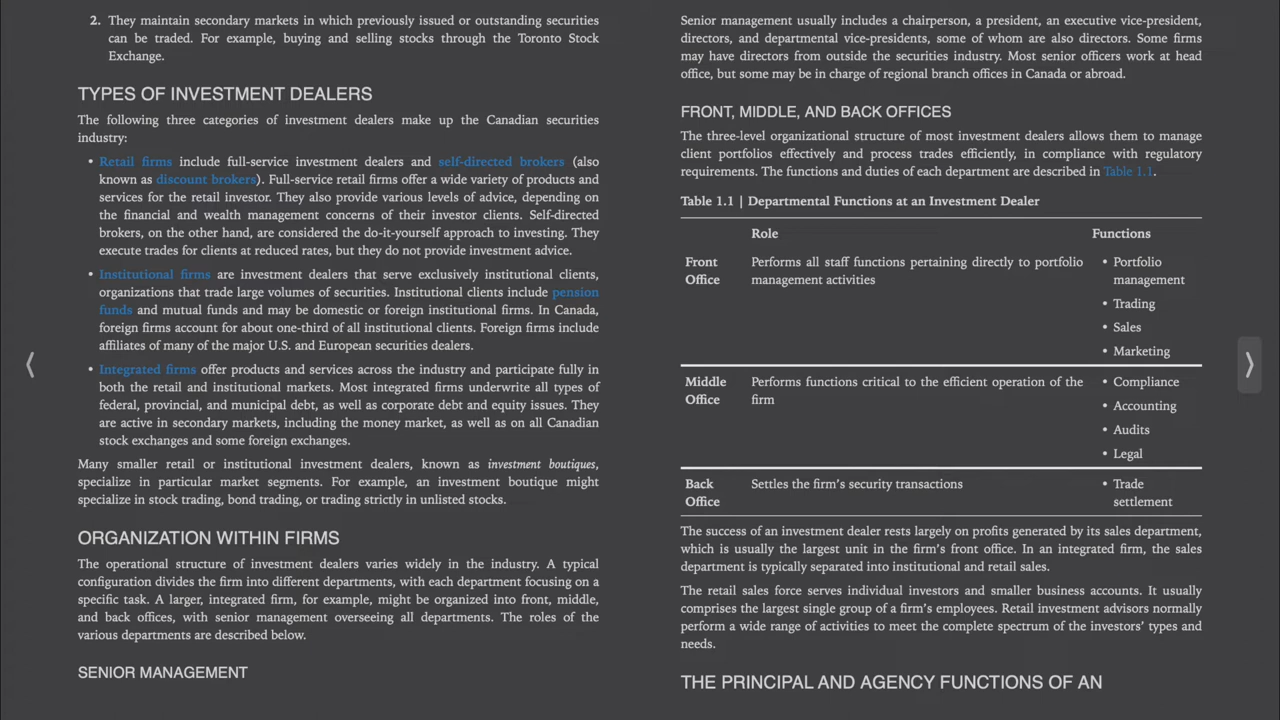 2. They maintain secondary markets in which previously issued or outstanding securities
can be traded. For example, buying and selling stocks through the Toronto Stock
Exchange.
TYPES OF INVESTMENT DEALERS
The following three categories of investment dealers make up the Canadian securities
industry:
• Retail firms include full-service investment dealers and self-directed brokers (also
known as discount brokers). Full-service retail firms offer a wide variety of products and
services for the retail investor. They also provide various levels of advice, depending on
the financial and wealth management concerns of their investor clients. Self-directed
brokers, on the other hand, are considered the do-it-yourself approach to investing. They
execute trades for clients at reduced rates, but they do not provide investment advice.
• Institutional firms are investment dealers that serve exclusively institutional clients,
organizations that trade large volumes of securities. Institutional clients include pension
funds and mutual funds and may be domestic or foreign institutional firms. In Canada,
foreign firms account for about one-third of all institutional clients. Foreign firms include
affiliates of many of the major U.S. and European securities dealers.
• Integrated firms offer products and services across the industry and participate fully in
both the retail and institutional markets. Most integrated firms underwrite all types of
federal, provincial, and municipal debt, as well as corporate debt and equity issues. They
are active in secondary markets, including the money market, as well as on all Canadian
stock exchanges and some foreign exchanges.
Many smaller retail or institutional investment dealers, known as investment boutiques,
specialize in particular market segments. For example, an investment boutique might
specialize in stock trading, bond trading, or trading strictly in unlisted stocks.
ORGANIZATION WITHIN FIRMS
The operational structure of investment dealers varies widely in the industry. A typical
configuration divides the firm into different departments, with each department focusing on a
specific task. A larger, integrated firm, for example, might be organized into front, middle,
and back offices, with senior management overseeing all departments. The roles of the
various departments are described below.
SENIOR MANAGEMENT
Senior management usually includes a chairperson, a president, an executive vice-president,
directors, and departmental vice-presidents, some of whom are also directors. Some firms
may have directors from outside the securities industry. Most senior officers work at head
office, but some may be in charge of regional branch offices in Canada or abroad.
FRONT, MIDDLE, AND BACK OFFICES
The three-level organizational structure of most investment dealers allows them to manage
client portfolios effectively and process trades efficiently, in compliance with regulatory
requirements. The functions and duties of each department are described in Table 1.1.
Table 1.1 | Departmental Functions at an Investment Dealer
Role Functions
Front Performs all staff functions pertaining directly to portfolio • Portfolio
Office management activities management
• Trading
• Sales
• Marketing
Middle Performs functions critical to the efficient operation of the • Compliance
Office firm • Accounting
• Audits
• Legal
Back Settles the firm's security transactions • Trade
Office settlement
The success of an investment dealer rests largely on profits generated by its sales department,
which is usually the largest unit in the firm's front office. In an integrated firm, the sales
department is typically separated into institutional and retail sales.
The retail sales force serves individual investors and smaller business accounts. It usually
comprises the largest single group of a firm's employees. Retail investment advisors normally
perform a wide range of activities to meet the complete spectrum of the investors' types and
needs.
THE PRINCIPAL AND AGENCY FUNCTIONS OF AN